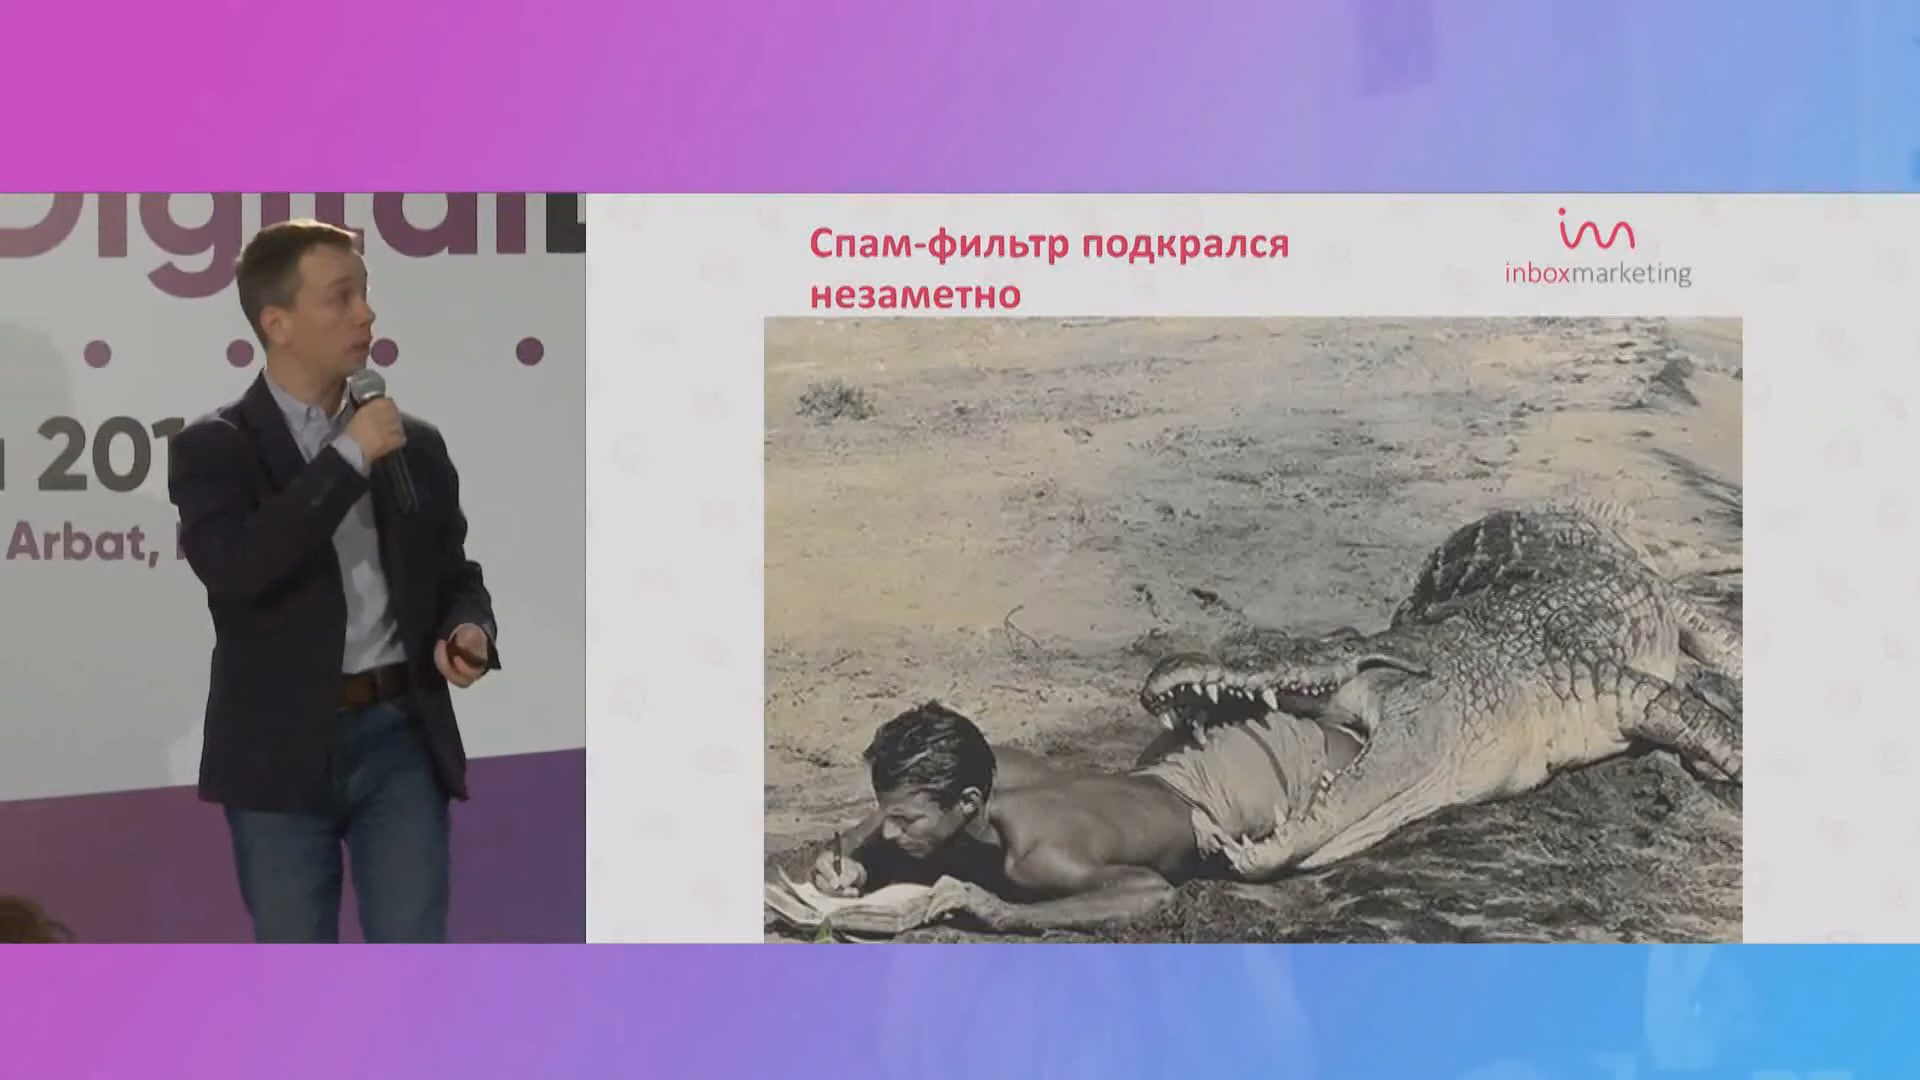 Digital
201
Arbat,
Спам-фильтр подкрался
незаметно
inboxmarketing